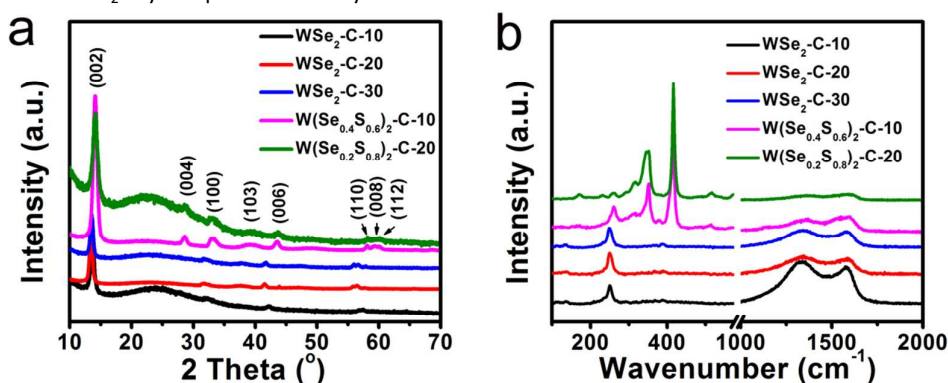 a
Intensity (a.u.)
(002)
(004)
(100)
(103)
(006)
(110)
(008)
(112)
WSe₂-C-10
WSe₂-C-20
WSe₂-C-30
W(Se₀.₄S₀.₆)₂-C-10
W(Se₀.₂S₀.₈)₂-C-20
10 20 30 40 50 60 70
2 Theta (°)
b
Intensity (a.u.)
WSe₂-C-10
WSe₂-C-20
WSe₂-C-30
W(Se₀.₄S₀.₆)₂-C-10
W(Se₀.₂S₀.₈)₂-C-20
200 400 1500 2000
Wavenumber (cm⁻¹)